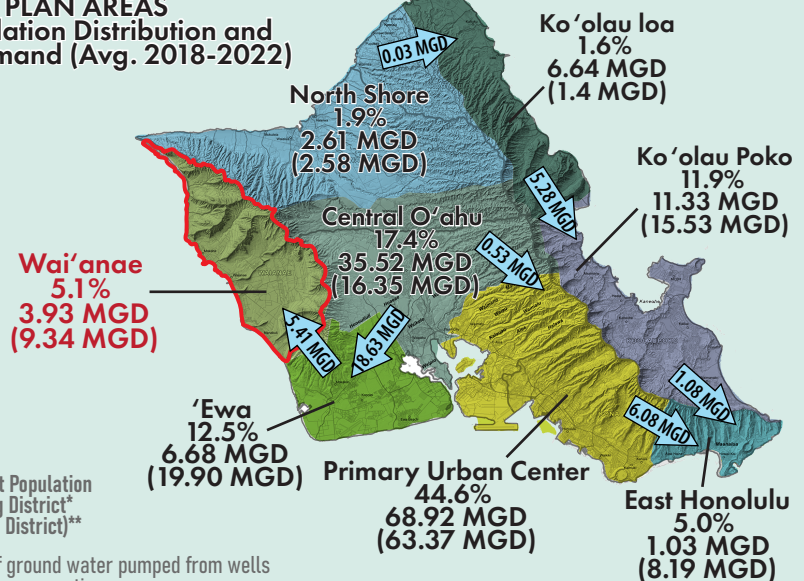 PLAN AREAS
lation Distribution and
mand (Avg. 2018-2022)
0.03 MGD
Koʻolau loa
1.6%
6.64 MGD
(1.4 MGD)
North Shore
1.9%
2.61 MGD
(2.58 MGD)
Koʻolau Poko
11.9%
11.33 MGD
(15.53 MGD)
5.28 MGD
Central Oʻahu
17.4%
35.52 MGD
(16.35 MGD)
0.53 MGD
Waiʻanae
5.1%
3.93 MGD
(9.34 MGD)
WAIANAE
5.41 MGD
18.63 MGD
1.08 MGD
6.08 MGD
ʻEwa
12.5%
6.68 MGD
(19.90 MGD)
Primary Urban Center
44.6%
68.92 MGD
(63.37 MGD)
East Honolulu
5.0%
1.03 MGD
(8.19 MGD)
t Population
g District*
District)**
f ground water pumped from wells